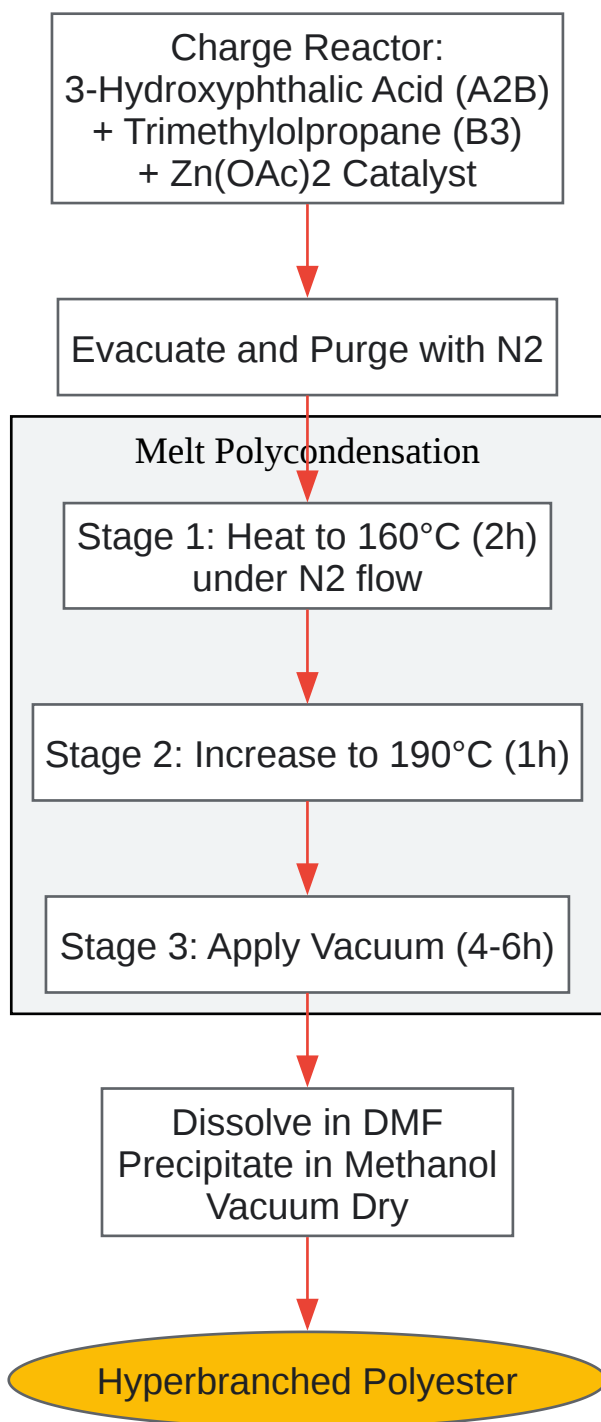 Charge Reactor:
3-Hydroxyphthalic Acid (A2B)
+ Trimethylolpropane (B3)
+ Zn(OAc)2 Catalyst
Evacuate and Purge with N2
Melt Polycondensation
Stage 1: Heat to 160°C (2h)
under N2 flow
Stage 2: Increase to 190°C (1h)
Stage 3: Apply Vacuum (4-6h)
Dissolve in DMF
Precipitate in Methanol
Vacuum Dry
Hyperbranched Polyester